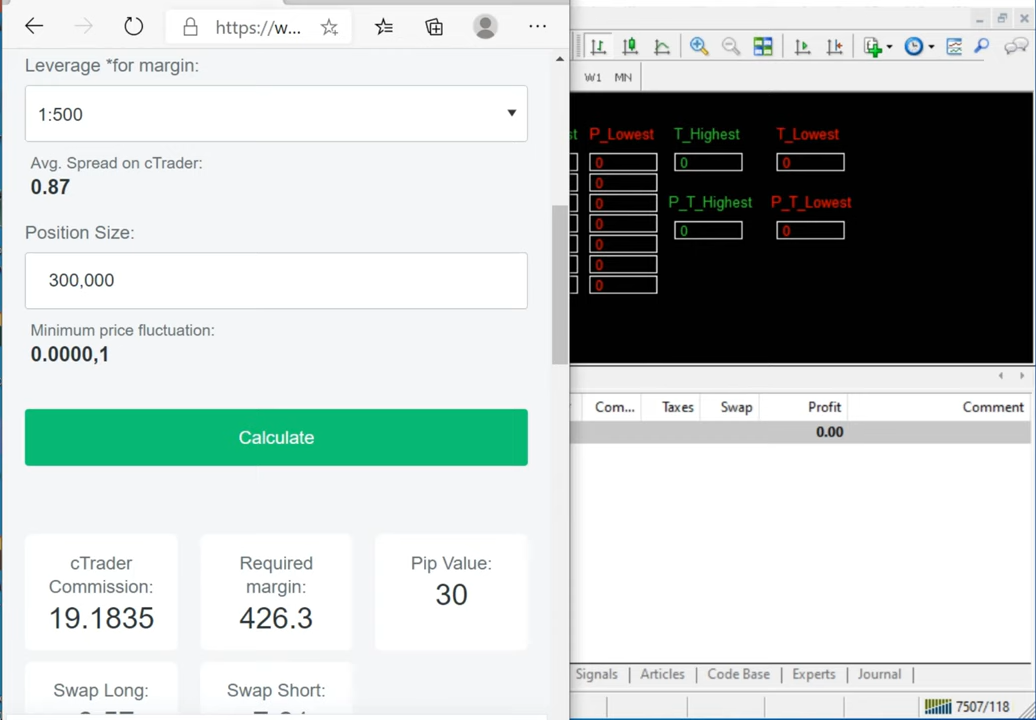 https://w...
Leverage *for margin:
1:500
Avg. Spread on cTrader:
0.87
Position Size:
300,000
Minimum price fluctuation:
0.0000,1
Calculate
cTrader Commission:
19.1835
Required margin:
426.3
Pip Value:
30
Swap Long:
Swap Short:
W1 MN
st P_Lowest T_Highest T_Lowest
0 0 0
0
0 P_T_Highest P_T_Lowest
0 0 0
0
0
0
Com... Taxes Swap Profit Comment
0.00
Signals | Articles | Code Base | Experts | Journal |
7507/118